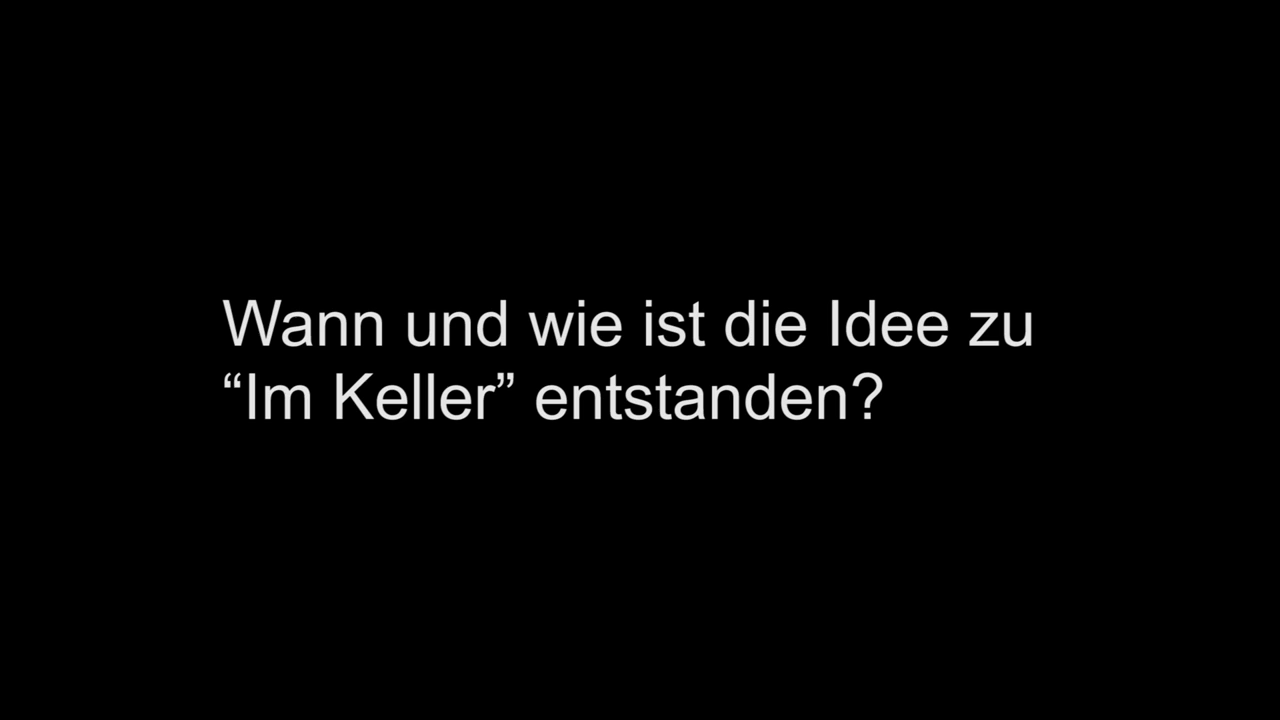 Wann und wie ist die Idee zu
“Im Keller” entstanden?